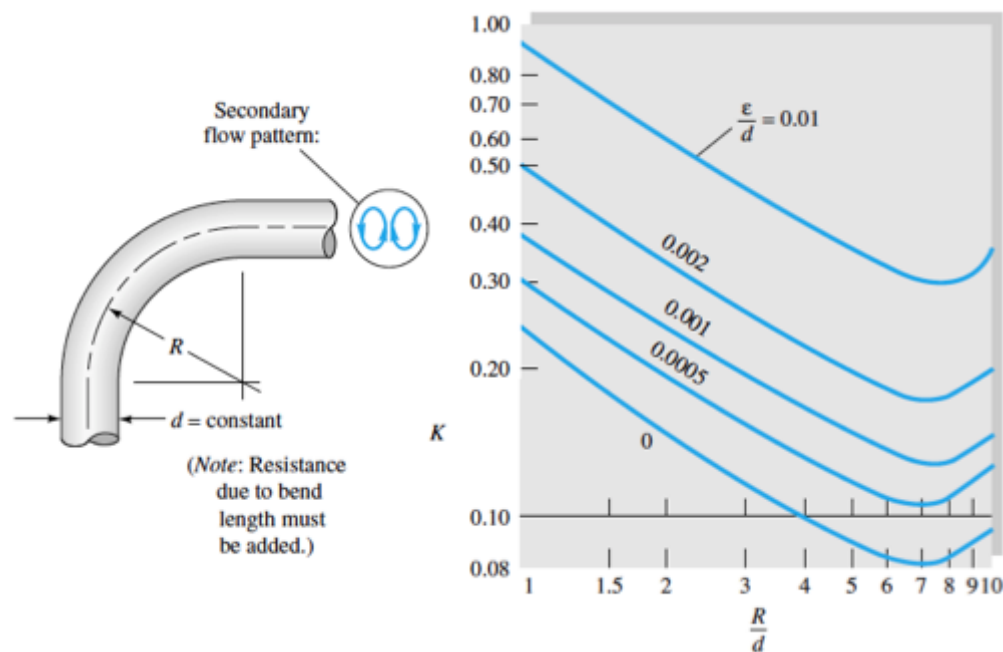 Secondary
flow pattern:
R
d = constant
(Note: Resistance
due to bend
length must
be added.)
K
1.00
0.80
0.70
0.60
0.50
0.40
0.30
0.20
0.10
0.08
ε/d = 0.01
0.002
0.001
0.0005
0
1 1.5 2 3 4 5 6 7 8 9 10
R/d